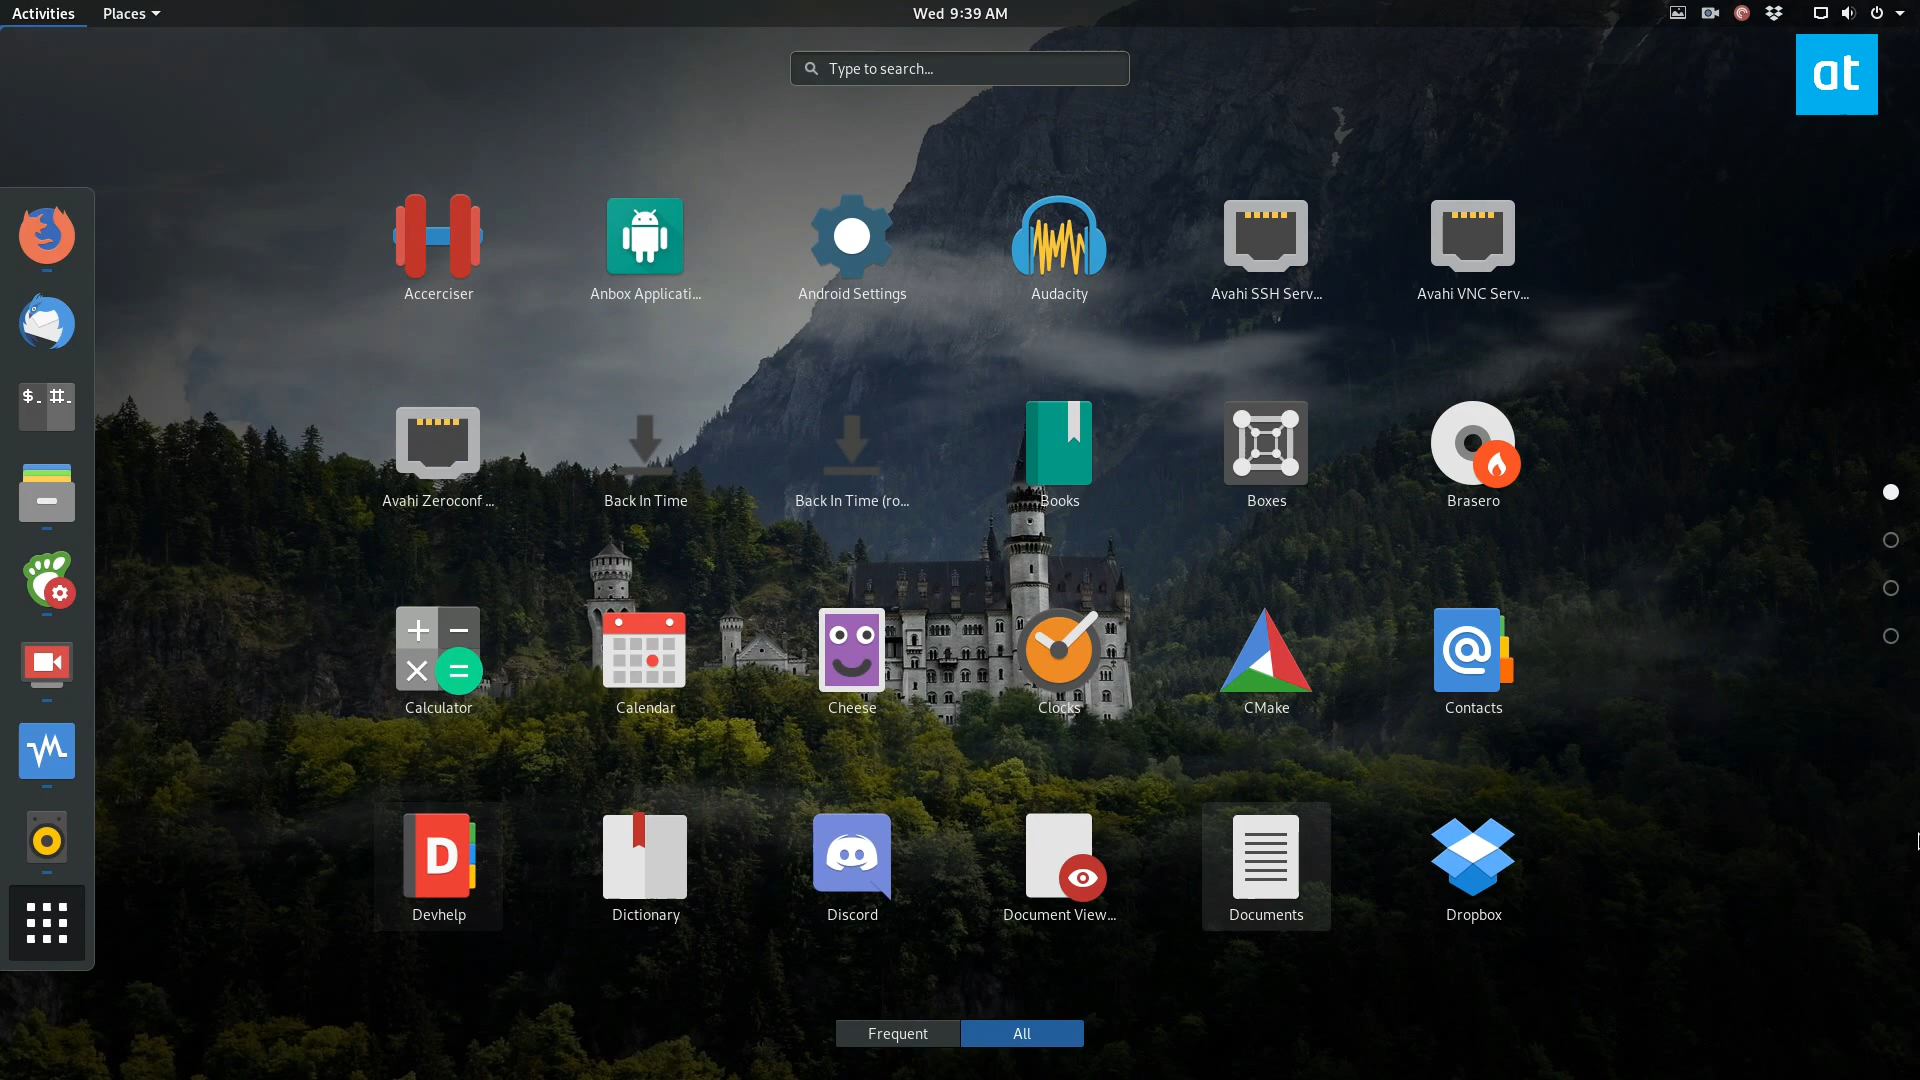 Activities Places Wed 9:39 AM
Type to search...
at
Accerciser Anbox Applicati... Android Settings Audacity Avahi SSH Serv... Avahi VNC Serv...
$_ #_
Avahi Zeroconf ... Back In Time Back In Time (ro... Books Boxes Brasero
Calculator Calendar Cheese Clocks CMake Contacts
D
Devhelp Dictionary Discord Document View... Documents Dropbox
Frequent All